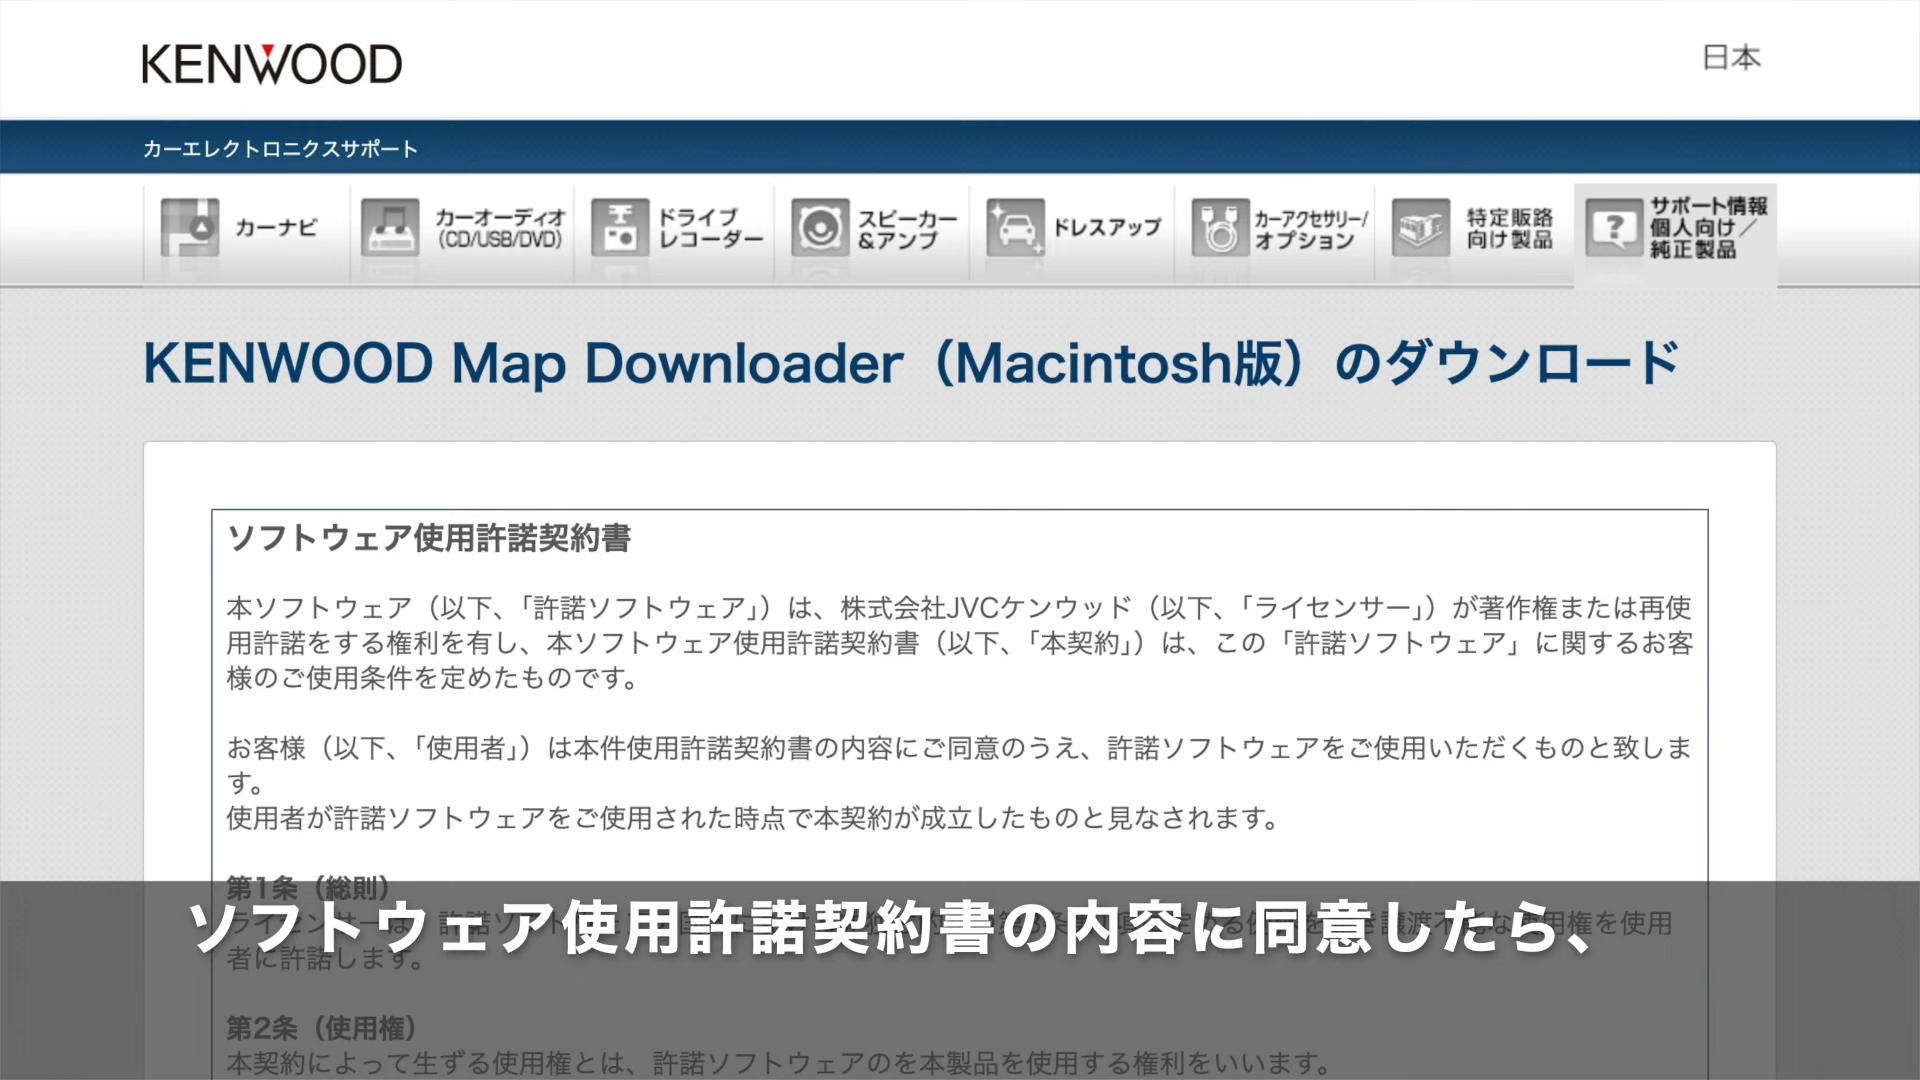 KENWOOD
日本
カーエレクトロニクスサポート
カーナビ
カーオーディオ
(CD/USB/DVD)
ドライブ
レコーダー
スピーカー
&アンプ
ドレスアップ
カーアクセサリー/
オプション
特定販路
向け製品
サポート情報
個人向け／
純正製品
KENWOOD Map Downloader（Macintosh版）のダウンロード
ソフトウェア使用許諾契約書
本ソフトウェア（以下、「許諾ソフトウェア」）は、株式会社JVCケンウッド（以下、「ライセンサー」）が著作権または再使
用許諾をする権利を有し、本ソフトウェア使用許諾契約書（以下、「本契約」）は、この「許諾ソフトウェア」に関するお客
様のご使用条件を定めたものです。
お客様（以下、「使用者」）は本件使用許諾契約書の内容にご同意のうえ、許諾ソフトウェアをご使用いただくものと致しま
す。
使用者が許諾ソフトウェアをご使用された時点で本契約が成立したものと見なされます。
第1条（総則）
使用権を使用
ソフトウェア使用許諾契約書の内容に同意したら、
者に許諾します。
第2条（使用権）
本契約によって生ずる使用権とは、許諾ソフトウェアのを本製品を使用する権利をいいます。